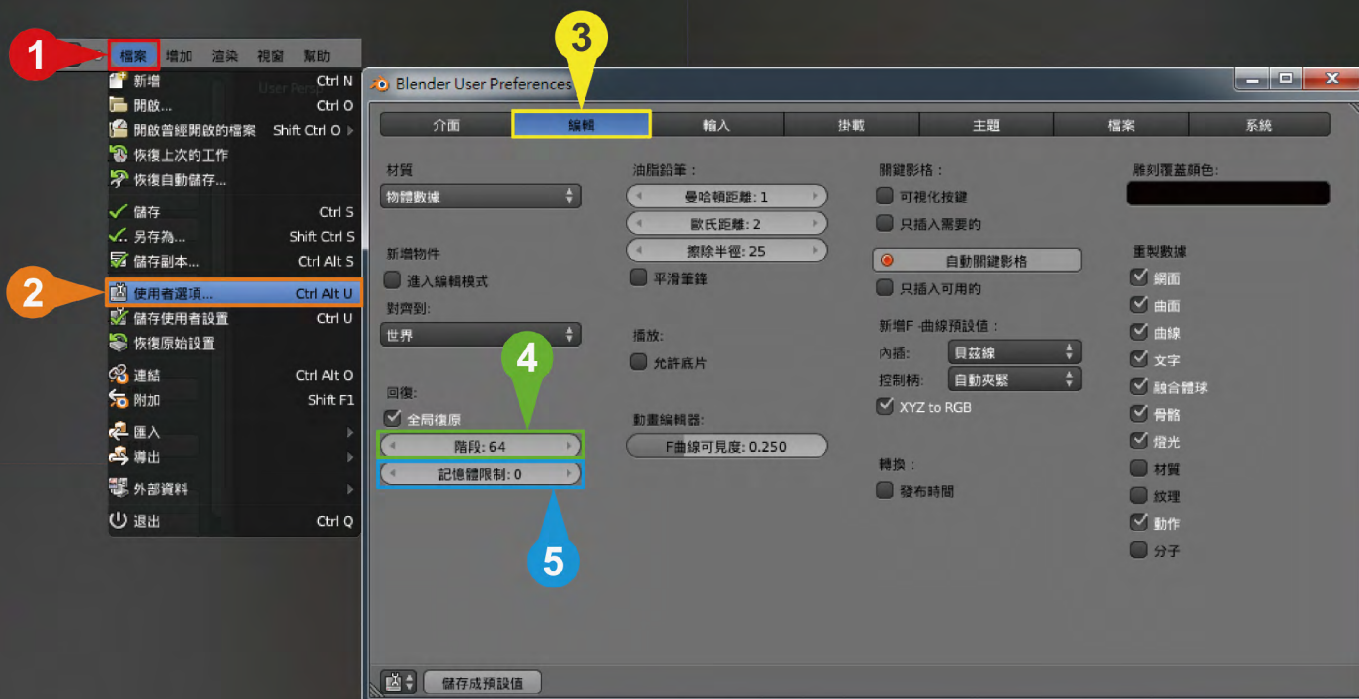 1
檔案 增加 渲染 視窗 幫助
User Persp
新增 Ctrl N
開啟... Ctrl O
開啟曾經開啟的檔案 Shift Ctrl O
恢復上次的工作
恢復自動儲存...
儲存 Ctrl S
另存為... Shift Ctrl S
儲存副本... Ctrl Alt S
2
使用者選項... Ctrl Alt U
儲存使用者設置 Ctrl U
恢復原始設置
連結 Ctrl Alt O
附加 Shift F1
匯入
導出
外部資料
退出 Ctrl Q
3
Blender User Preferences
介面 編輯 輸入 掛載 主題 檔案 系統
材質
物體數據
新增物件
進入編輯模式
對齊到:
世界
4
回復:
全局復原
階段: 64
記憶體限制: 0
5
油脂鉛筆：
曼哈頓距離: 1
歐氏距離: 2
擦除半徑: 25
平滑筆鋒
播放:
允許底片
動畫編輯器:
F曲線可見度: 0.250
關鍵影格：
可視化按鍵
只插入需要的
自動關鍵影格
只插入可用的
新增F -曲線預設值：
內插: 貝茲線
控制柄: 自動夾緊
XYZ to RGB
轉換：
發布時間
雕刻覆蓋顏色:
重製數據
網面
曲面
曲線
文字
融合體球
骨骼
燈光
材質
紋理
動作
分子
儲存成預設值